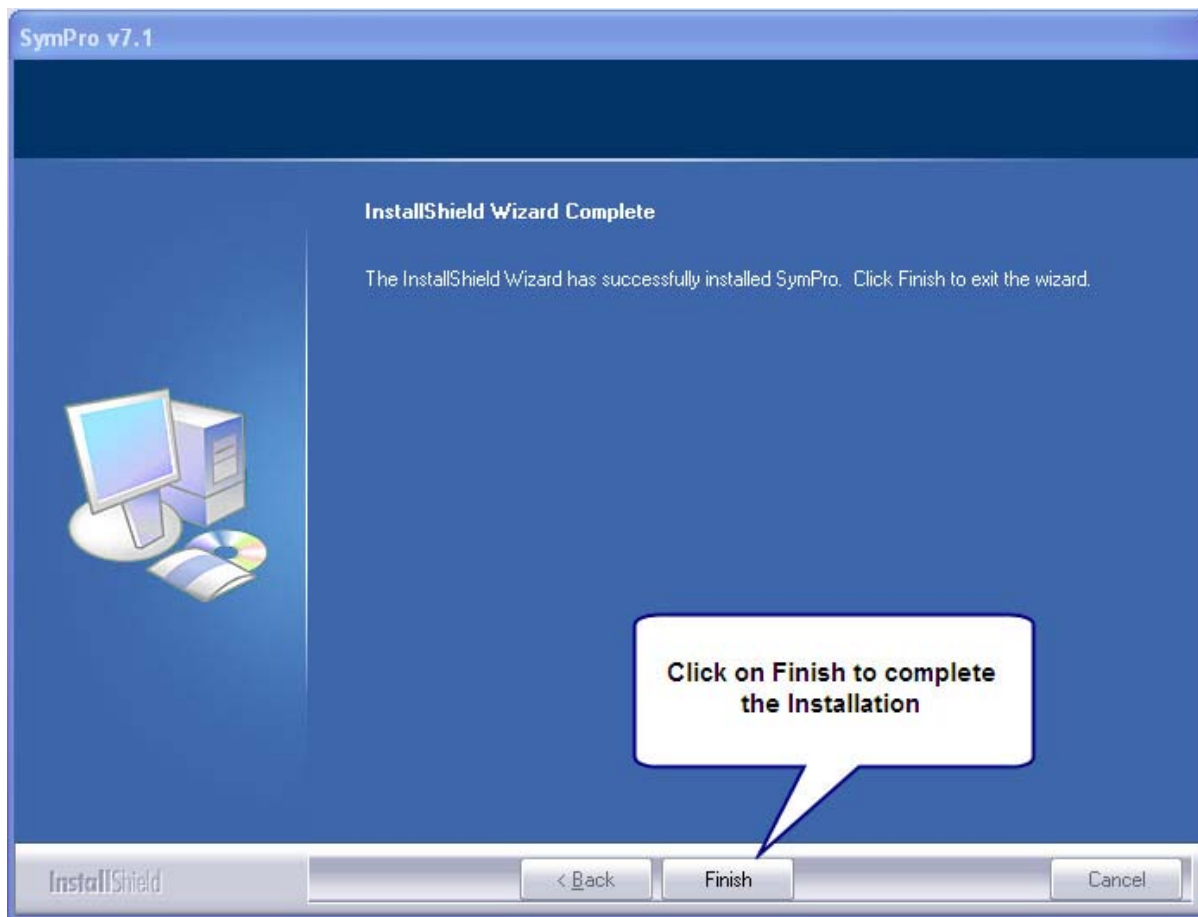 SymPro v7.1
InstallShield Wizard Complete
The InstallShield Wizard has successfully installed SymPro. Click Finish to exit the wizard.
Click on Finish to complete
the Installation
InstallShield
< Back
Finish
Cancel